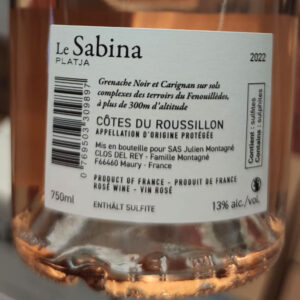 Le Sabina
PLATJA
2022
Grenache Noir et Carignan sur sols
complexes des terroirs du Fenouillèdes,
à plus de 300m d'altitude
CÔTES DU ROUSSILLON
APPELLATION D'ORIGINE PROTÉGÉE
Mis en bouteille pour SAS Julien Montagné
CLOS DEL REY - Famille Montagné
F66460 Maury - France
PRODUCT OF FRANCE - PRODUIT DE FRANCE
ROSÉ WINE - VIN ROSÉ
750ml
ENTHÄLT SULFITE
13% alc./vol.
Contient : sulfites
Contains : sulphites
0 769503 309897